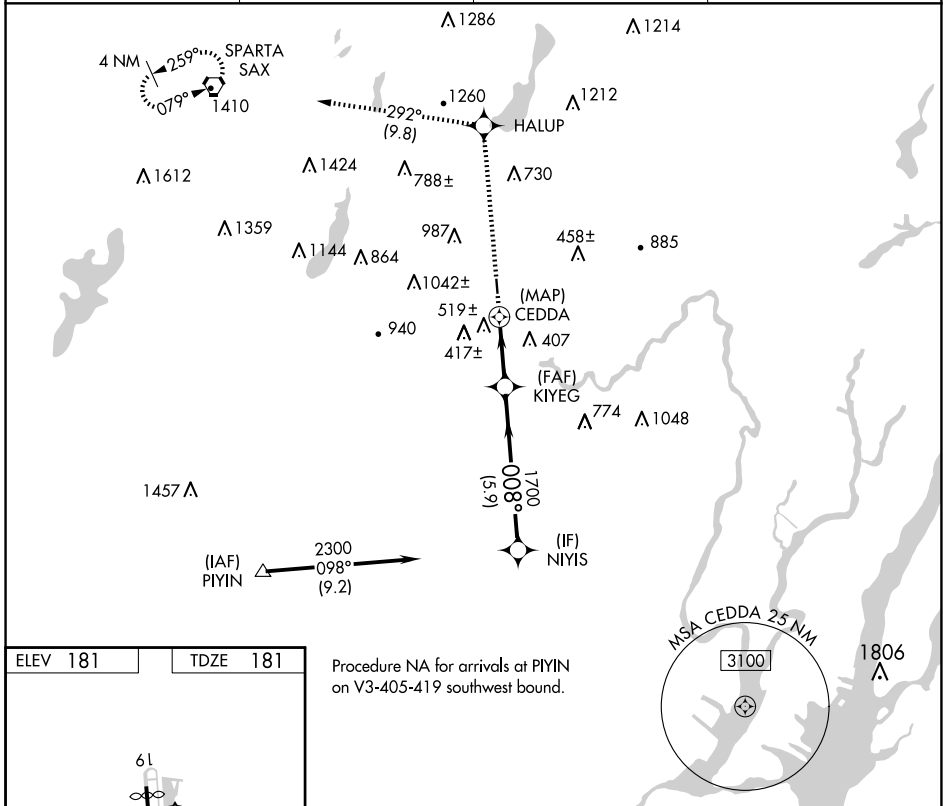 1286
1214
4 NM
259°
SPARTA
SAX
079°
1410
1260
292°
(9.8)
HALUP
1212
1612
1424
788±
730
1359
1144
864
987
458±
885
1042±
(MAP)
CEDDA
519±
940
417±
407
(FAF)
KIYEG
774
1048
1457
1700
008°
(5.9)
(IF)
NIYIS
(IAF)
PIYIN
2300
098°
(9.2)
MSA CEDDA 25 NM
3100
1806
ELEV 181
TDZE 181
Procedure NA for arrivals at PIYIN
on V3-405-419 southwest bound.
19